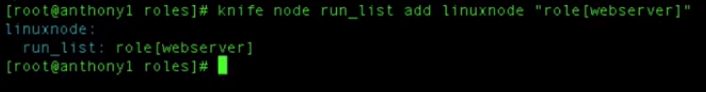 [root@anthony1 roles]# knife node run_list add linuxnode "role[webserver]"
linuxnode:
  run_list: role[webserver]
[root@anthony1 roles]#